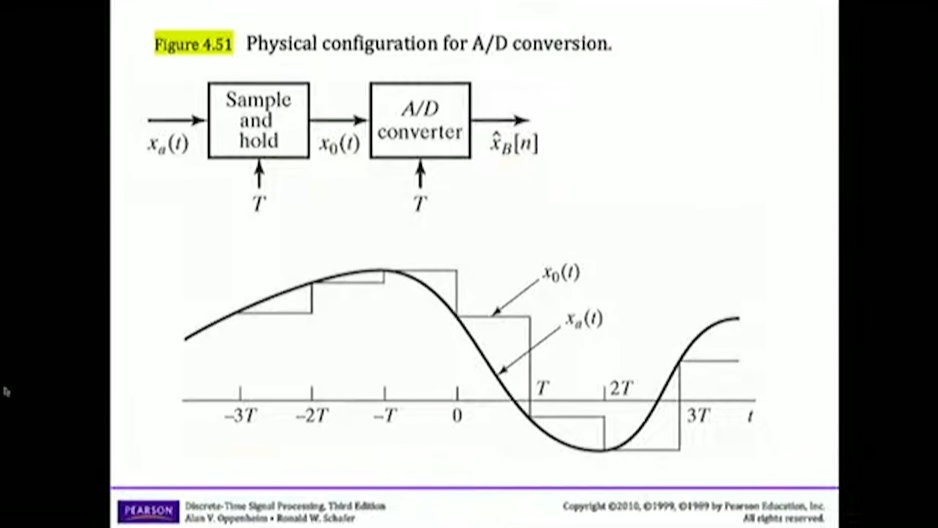 Figure 4.51 Physical configuration for A/D conversion.
Sample
and
hold
A/D
converter
xₐ(t)
x₀(t)
x̂_B[n]
T
T
x₀(t)
xₐ(t)
T
2T
–3T
–2T
–T
0
3T
t
PEARSON
Discrete-Time Signal Processing, Third Edition
Alan V. Oppenheim • Ronald W. Schafer
Copyright ©2010, ©1999, ©1989 by Pearson Education, Inc.
All rights reserved.